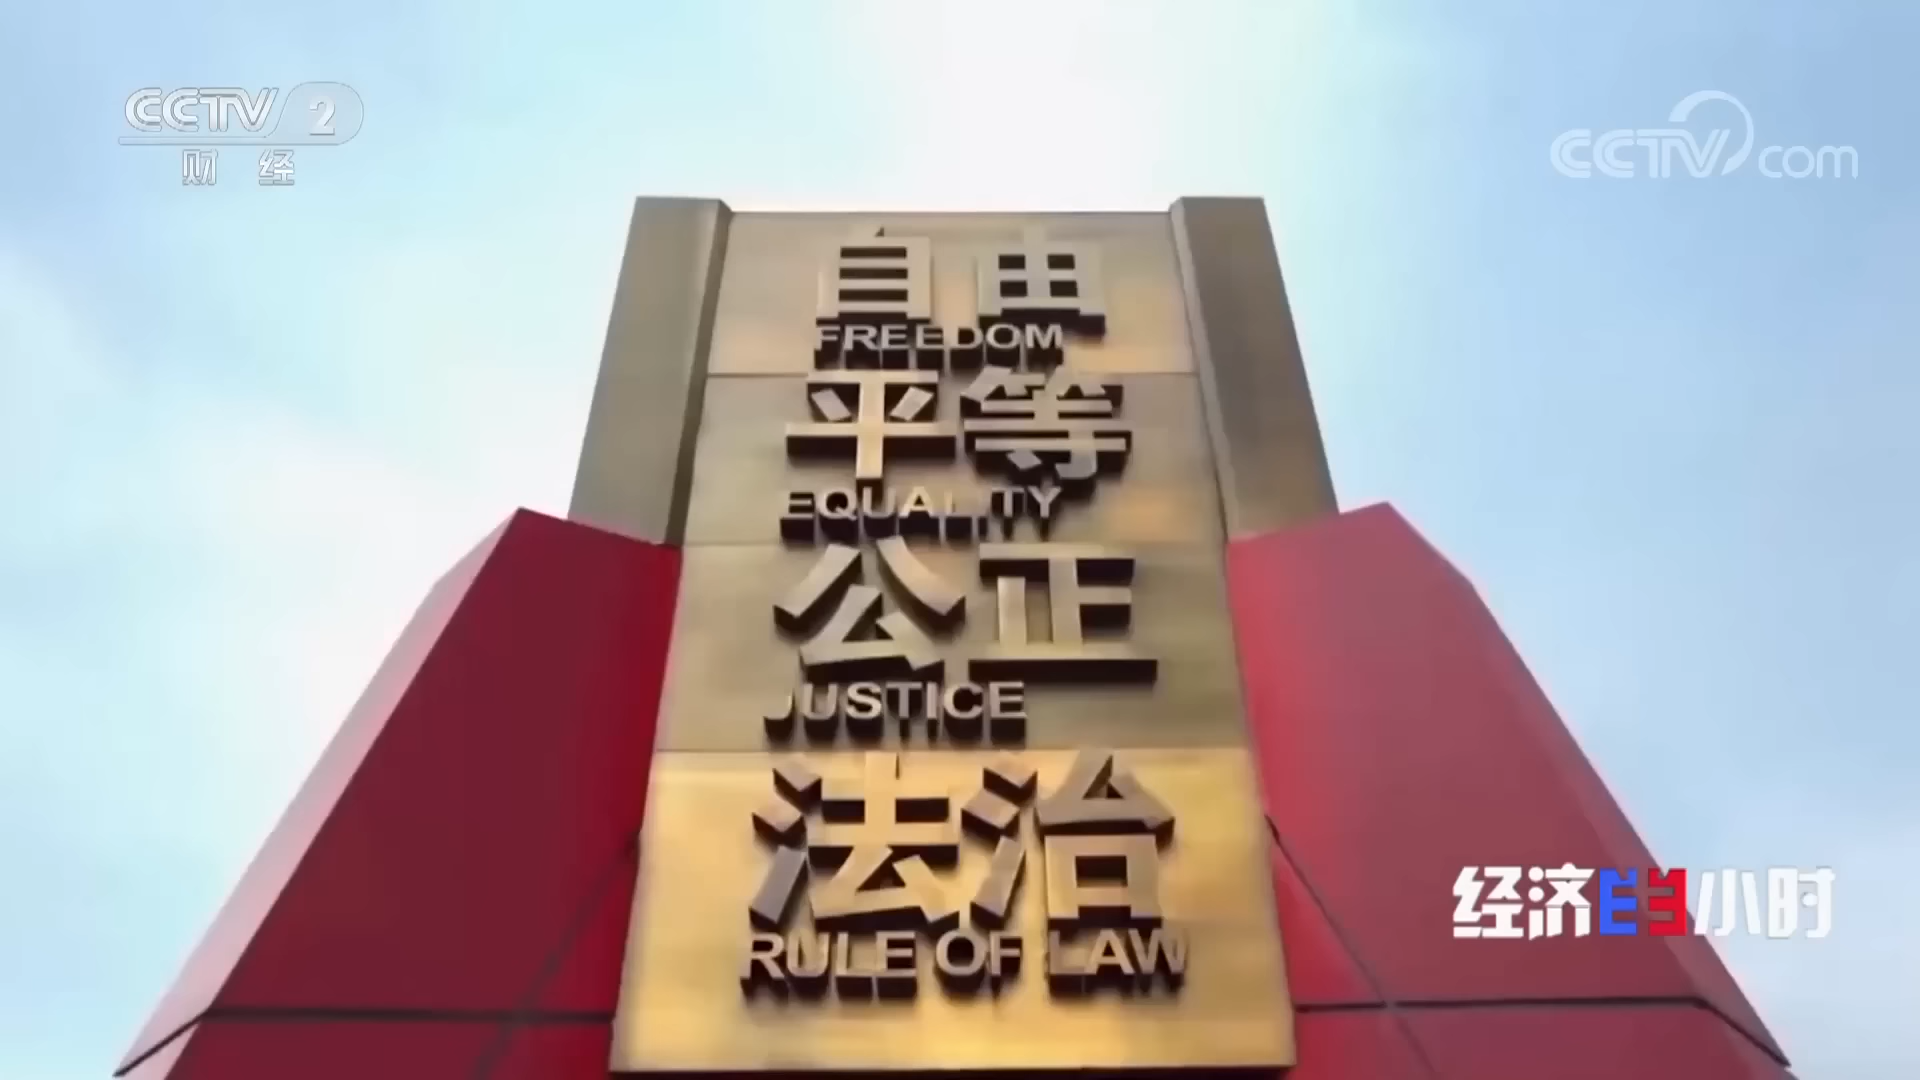 CCTV 2
财 经
CCTV com
自由
FREEDOM
平等
EQUALITY
公正
JUSTICE
法治
RULE OF LAW
经济半小时